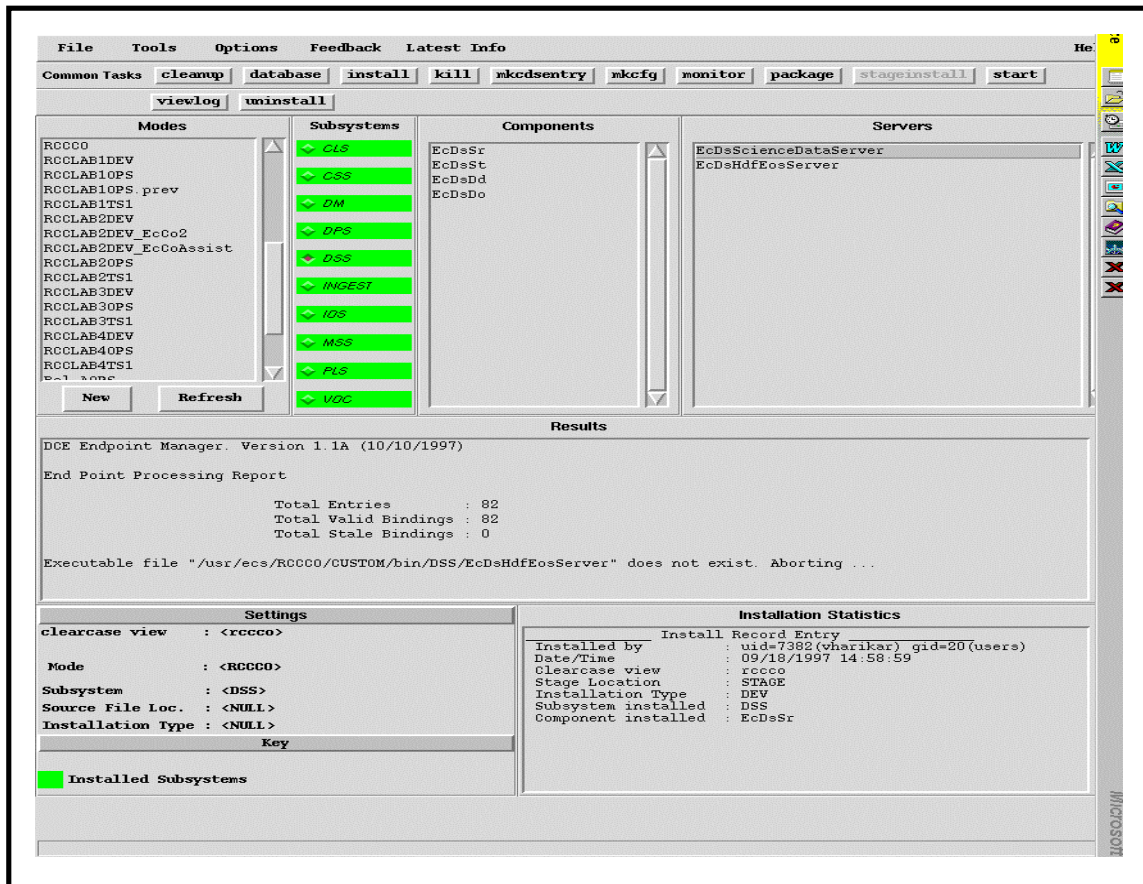 File Tools Options Feedback Latest Info
Common Tasks cleanup database install kill mkcdsentry mkcfg monitor package stageinstall start
viewlog uninstall
Modes
RCCCO
RCCLAB1DEV
RCCLAB1OPS
RCCLAB1OPS.prev
RCCLAB1TS1
RCCLAB2DEV
RCCLAB2DEV_EcCo2
RCCLAB2DEV_EcCoAssist
RCCLAB2OPS
RCCLAB2TS1
RCCLAB3DEV
RCCLAB3OPS
RCCLAB3TS1
RCCLAB4DEV
RCCLAB4OPS
RCCLAB4TS1
New Refresh
Subsystems
CLS
CSS
DM
DPS
DSS
INGEST
IOS
MSS
PLS
VOC
Components
EcDsSr
EcDsSt
EcDsDd
EcDsDo
Servers
EcDsScienceDataServer
EcDsHdfEosServer
Results
DCE Endpoint Manager. Version 1.1A (10/10/1997)
End Point Processing Report
Total Entries : 82
Total Valid Bindings : 82
Total Stale Bindings : 0
Executable file "/usr/ecs/RCCCO/CUSTOM/bin/DSS/EcDsHdfEosServer" does not exist. Aborting ...
Settings
clearcase view : <rccco>
Mode : <RCCCO>
Subsystem : <DSS>
Source File Loc. : <NULL>
Installation Type : <NULL>
Key
Installed Subsystems
Installation Statistics
Install Record Entry
Installed by : uid=7382(vharikar) gid=20(users)
Date/Time : 09/18/1997 14:58:59
Clearcase view : rccco
Stage Location : STAGE
Installation Type : DEV
Subsystem installed : DSS
Component installed : EcDsSr
Microsoft